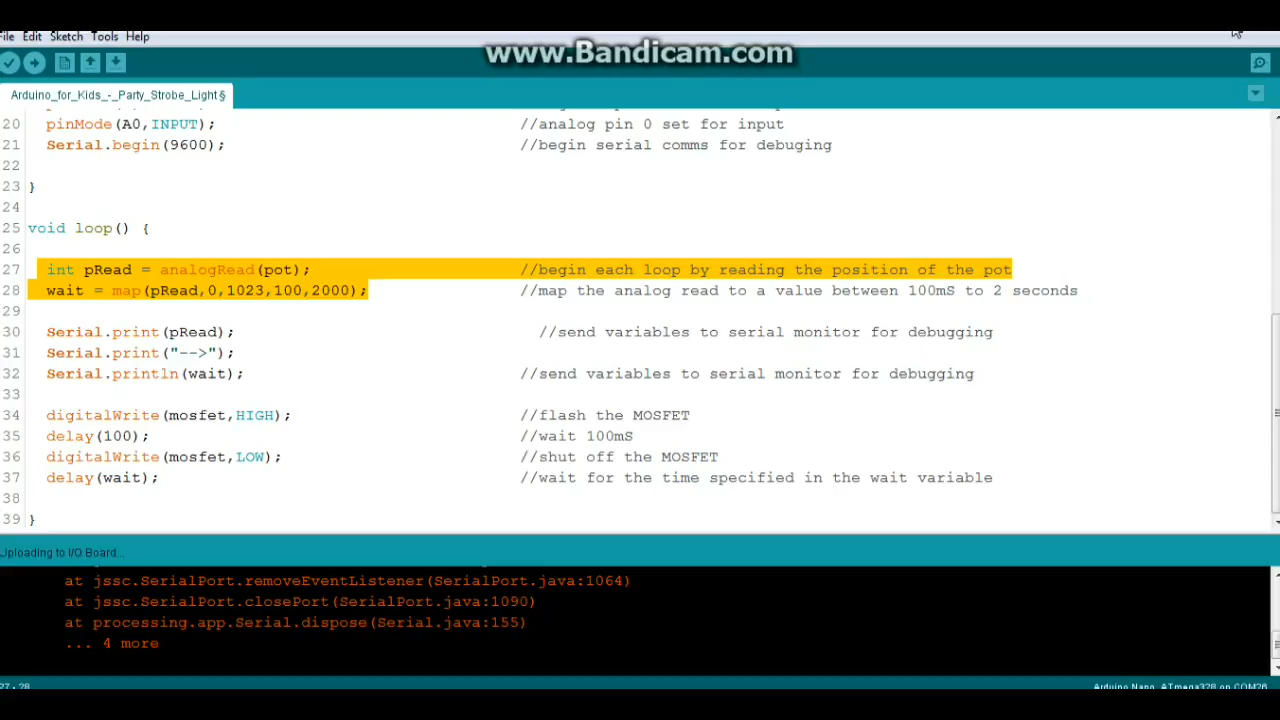 File Edit Sketch Tools Help
www.Bandicam.com
Arduino_for_Kids_-_Party_Strobe_Light §
20 pinMode(A0,INPUT); //analog pin 0 set for input
21 Serial.begin(9600); //begin serial comms for debuging
22
23 }
24
25 void loop() {
26
27 int pRead = analogRead(pot); //begin each loop by reading the position of the pot
28 wait = map(pRead,0,1023,100,2000); //map the analog read to a value between 100mS to 2 seconds
29
30 Serial.print(pRead); //send variables to serial monitor for debugging
31 Serial.print("-->");
32 Serial.println(wait); //send variables to serial monitor for debugging
33
34 digitalWrite(mosfet,HIGH); //flash the MOSFET
35 delay(100); //wait 100mS
36 digitalWrite(mosfet,LOW); //shut off the MOSFET
37 delay(wait); //wait for the time specified in the wait variable
38
39 }
Uploading to I/O Board...
at jssc.SerialPort.removeEventListener(SerialPort.java:1064)
at jssc.SerialPort.closePort(SerialPort.java:1090)
at processing.app.Serial.dispose(Serial.java:155)
... 4 more
27 - 28 Arduino Nano, ATmega328 on COM26